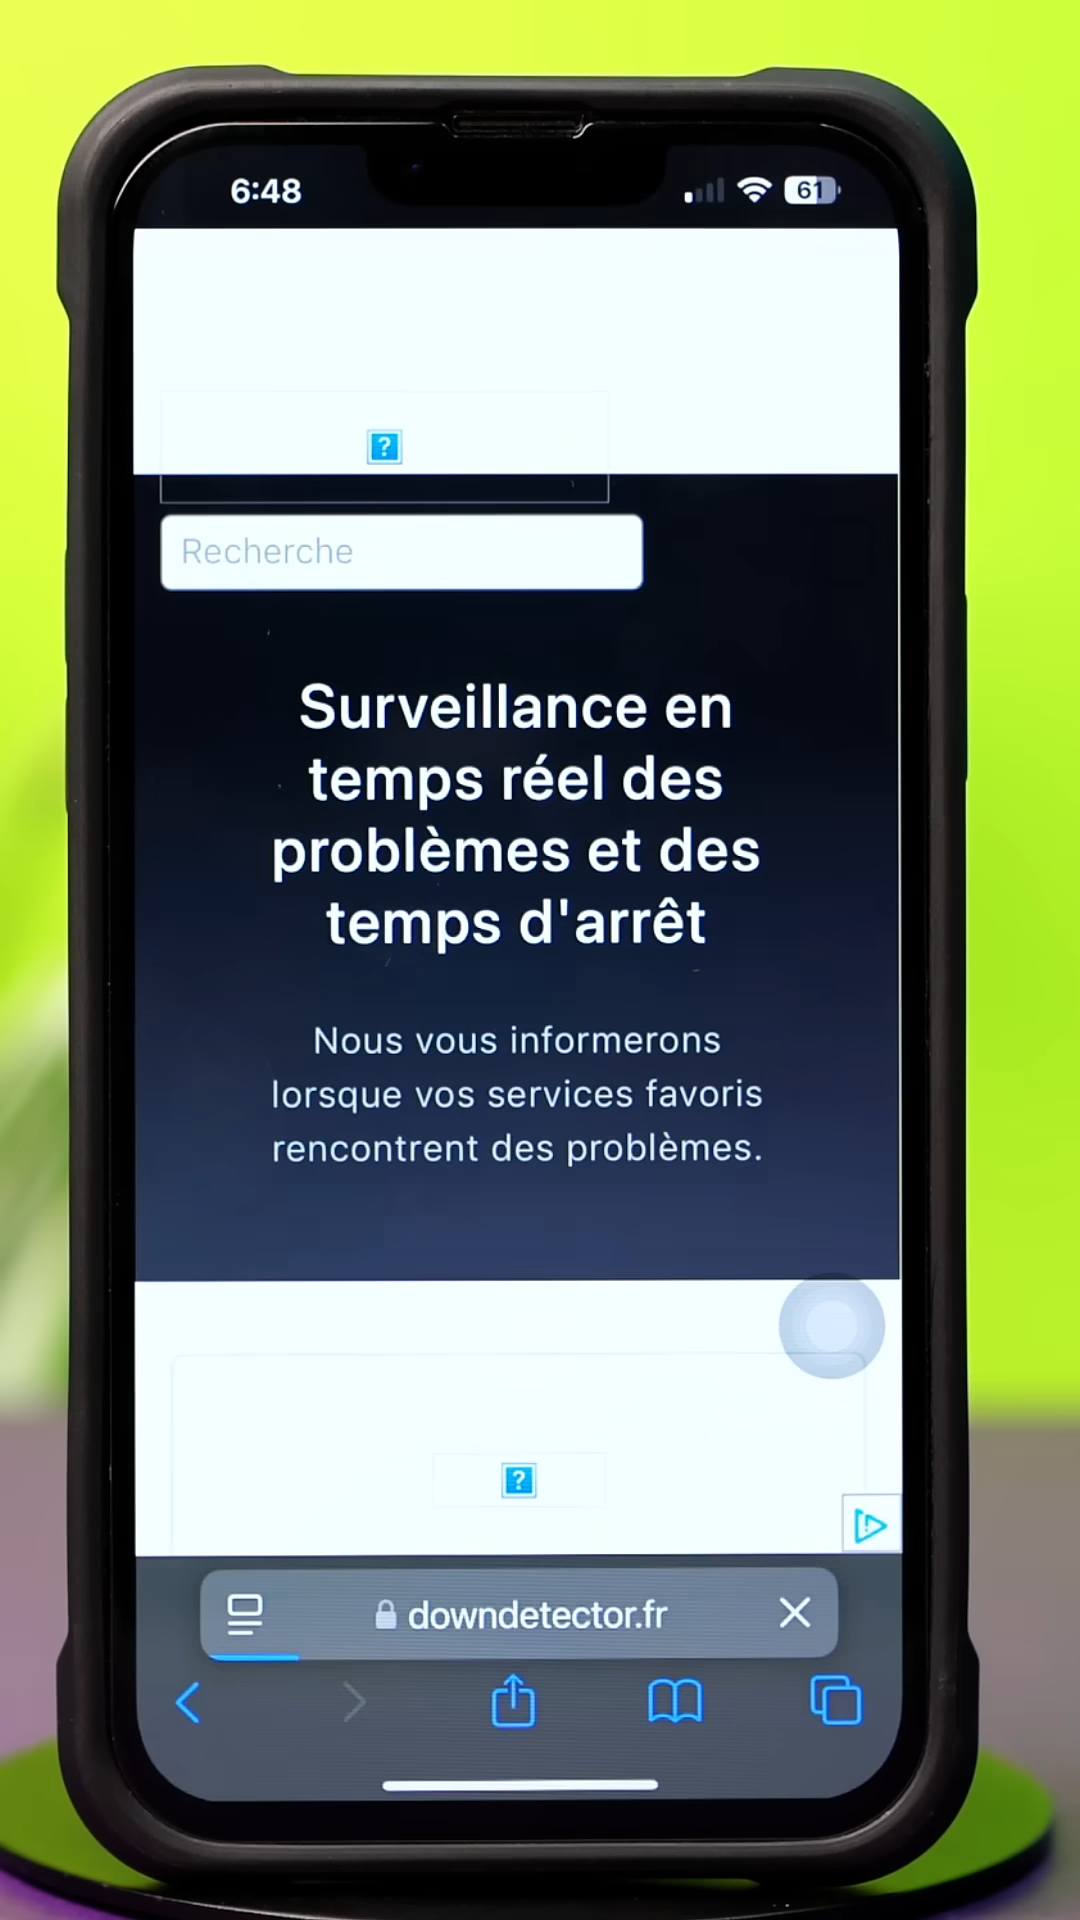 6:48
61
?
Recherche
Surveillance en
temps réel des
problèmes et des
temps d'arrêt
Nous vous informerons
lorsque vos services favoris
rencontrent des problèmes.
?
downdetector.fr